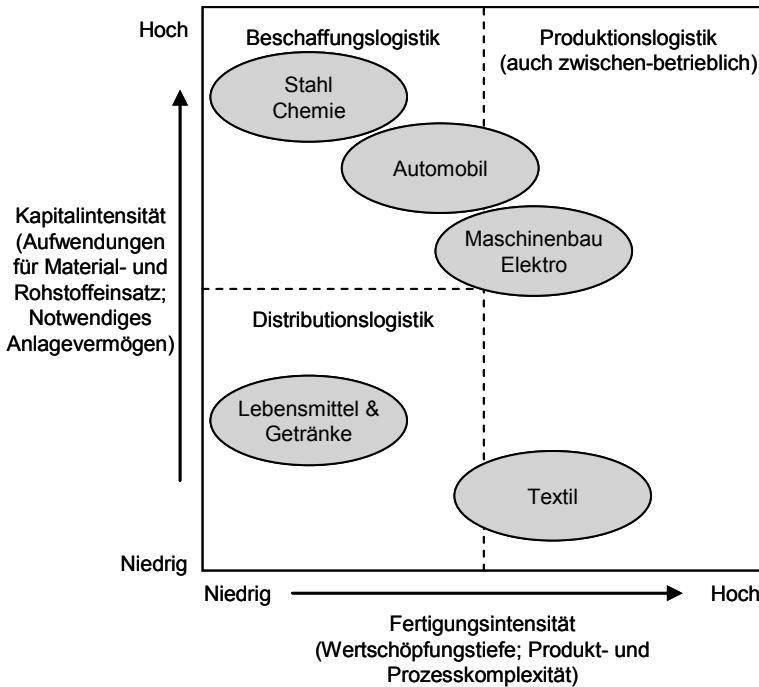 Hoch
Beschaffungslogistik
Produktionslogistik
(auch zwischen-betrieblich)
Stahl
Chemie
Automobil
Maschinenbau
Elektro
Kapitalintensität
(Aufwendungen
für Material- und
Rohstoffeinsatz;
Notwendiges
Anlagevermögen)
Distributionslogistik
Lebensmittel &
Getränke
Textil
Niedrig
Niedrig
Hoch
Fertigungsintensität
(Wertschöpfungstiefe; Produkt- und
Prozesskomplexität)